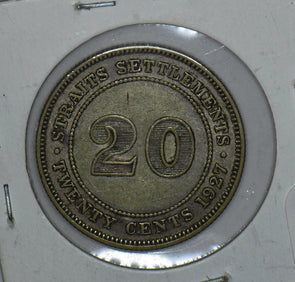 · STRAITS SETTLEMENTS ·
20
TWENTY CENTS 1927